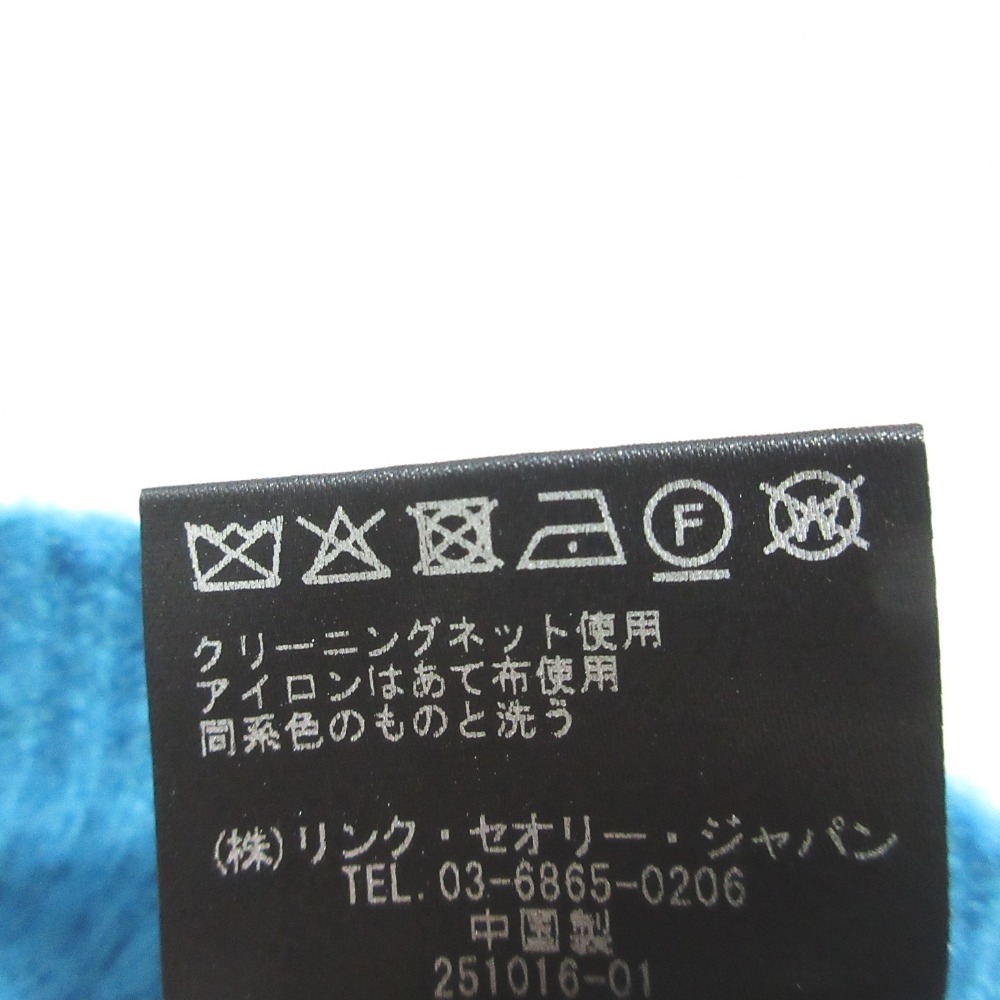 F
W
クリーニングネット使用
アイロンはあて布使用
同系色のものと洗う
(株)リンク・セオリー・ジャパン
TEL. 03-6865-0206
中国製
251016-01